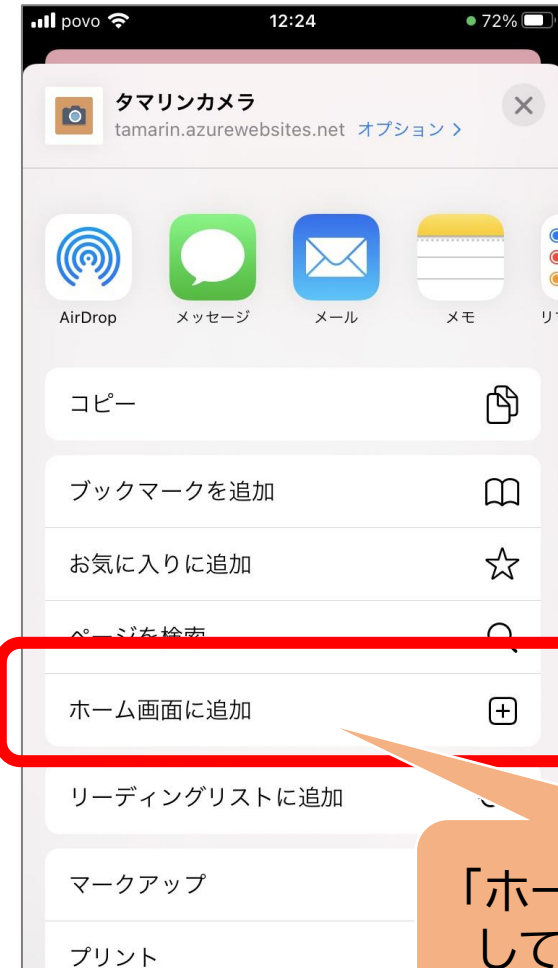 povo 12:24 72%
タマリンカメラ
tamarin.azurewebsites.net オプション >
AirDrop メッセージ メール メモ リマ
コピー
ブックマークを追加
お気に入りに追加
ページを検索
ホーム画面に追加
リーディングリストに追加
マークアップ
「ホー
して
プリント